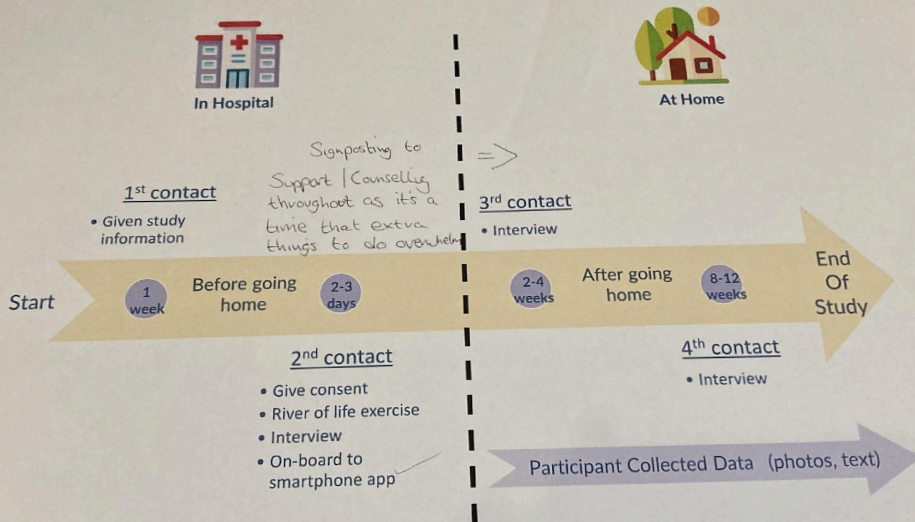 In Hospital
At Home
Signposting to
Support / Counselling
throughout as it's a
time that extra
things to do overwhelm
=>
1st contact
• Given study
information
3rd contact
• Interview
Start
1
week
Before going
home
2-3
days
2-4
weeks
After going
home
8-12
weeks
End
Of
Study
2nd contact
• Give consent
• River of life exercise
• Interview
• On-board to
smartphone app
4th contact
• Interview
Participant Collected Data (photos, text)